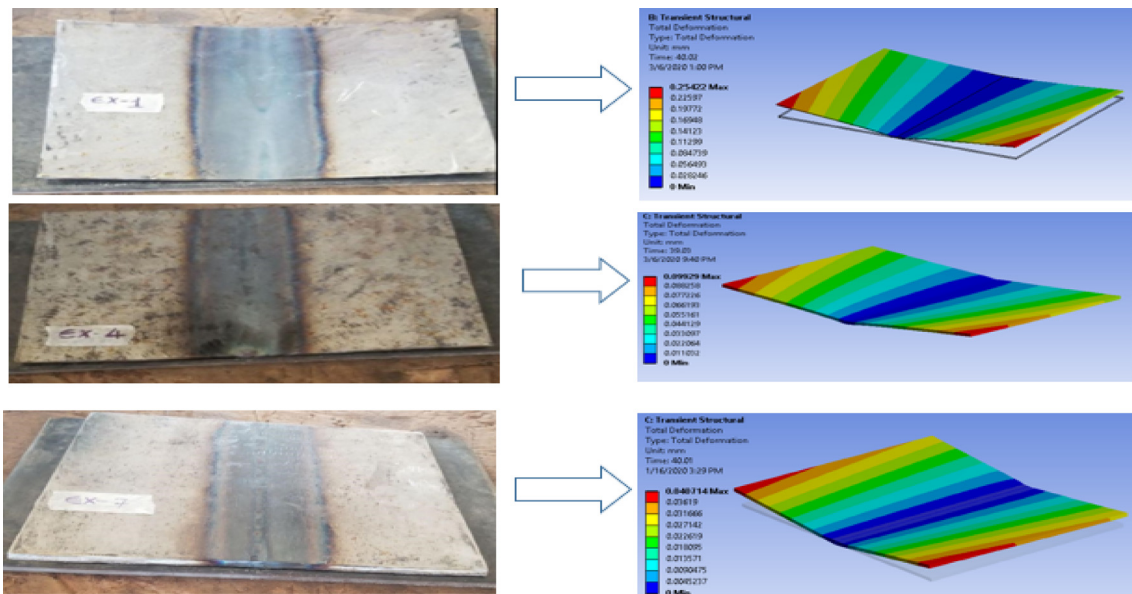 EX-1
B: Transient Structural
Total Deformation
Type: Total Deformation
Unit: mm
Time: 40.02
3/6/2020 1:00 PM
0.25422 Max
0.22597
0.19772
0.16948
0.14123
0.11299
0.084739
0.056493
0.028246
0 Min
EX-4
C: Transient Structural
Total Deformation
Type: Total Deformation
Unit: mm
3/6/2020 9:40 PM
0.09929 Max
0.088258
0.077226
0.066193
0.055161
0.044129
0.033097
0.022064
0.011032
0 Min
EX-7
C: Transient Structural
Total Deformation
Type: Total Deformation
Unit: mm
Time: 40.01
1/16/2020 3:29 PM
0.040714 Max
0.03619
0.031666
0.027142
0.022619
0.018095
0.013571
0.0090475
0.0045237
0 Min